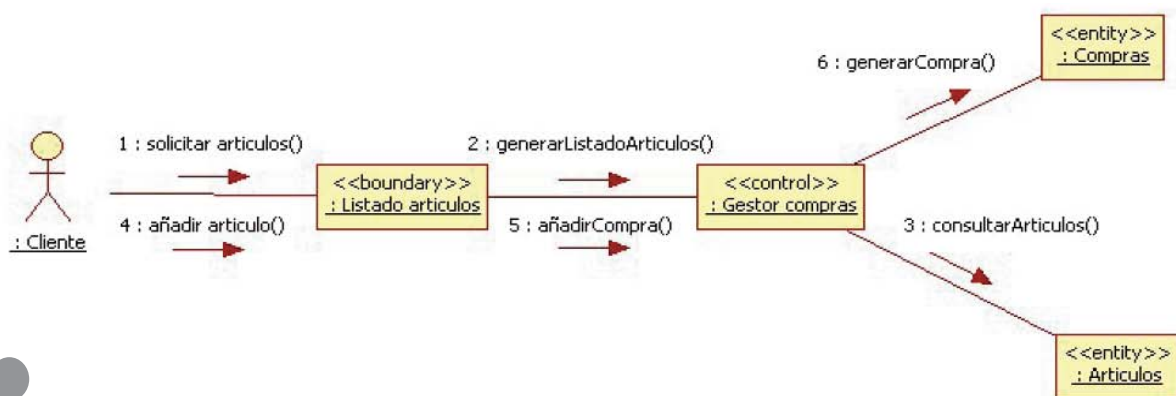 <<entity>>
: Compras
6 : generarCompra()
1 : solicitar articulos()
2 : generarListadoArticulos()
<<boundary>>
: Listado articulos
<<control>>
: Gestor compras
: Cliente
4 : añadir articulo()
5 : añadirCompra()
3 : consultarArticulos()
<<entity>>
: Articulos